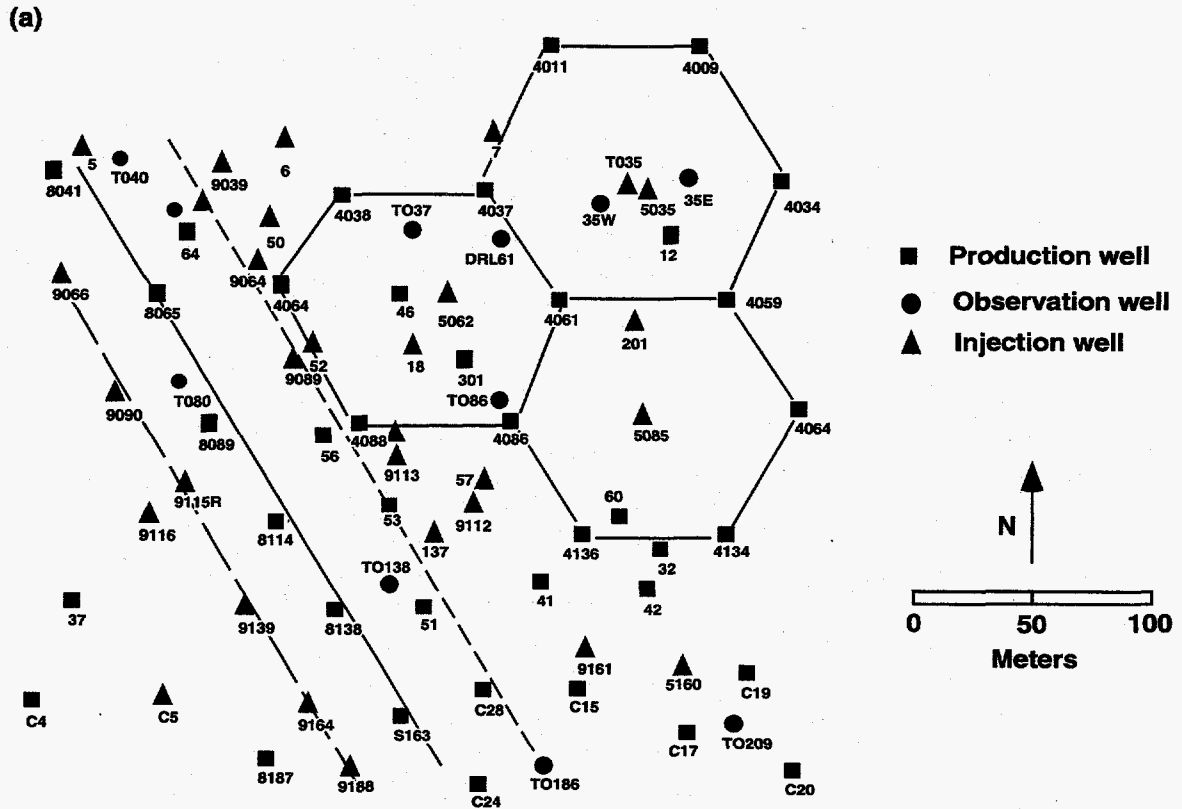 (a)
4011
4009
7
5
T040
6
9039
8041
T035
35W
5035
35E
4034
4038
TO37
4037
DRL61
12
64
50
9064
4064
9066
8065
46
5062
4061
4059
201
52
9089
18
301
TO86
9090
T080
8089
56
4088
4086
5085
4064
9113
57
9112
9115R
9116
8114
53
137
60
4136
32
4134
TO138
41
42
37
9139
8138
51
9161
5160
C19
C4
C5
9164
S163
C28
C15
C17
TO209
8187
9188
C24
TO186
C20
Production well
Observation well
Injection well
N
0 50 100
Meters